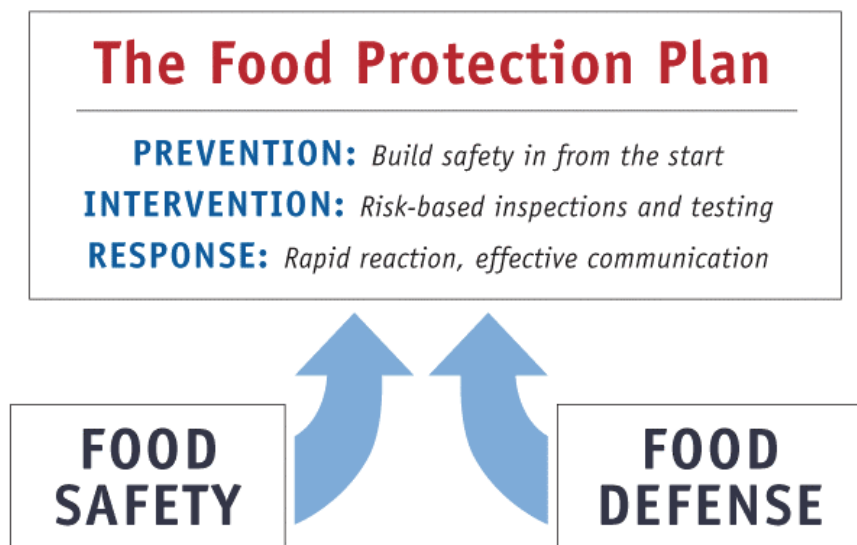 The Food Protection Plan
PREVENTION: Build safety in from the start
INTERVENTION: Risk-based inspections and testing
RESPONSE: Rapid reaction, effective communication
FOOD
SAFETY
FOOD
DEFENSE